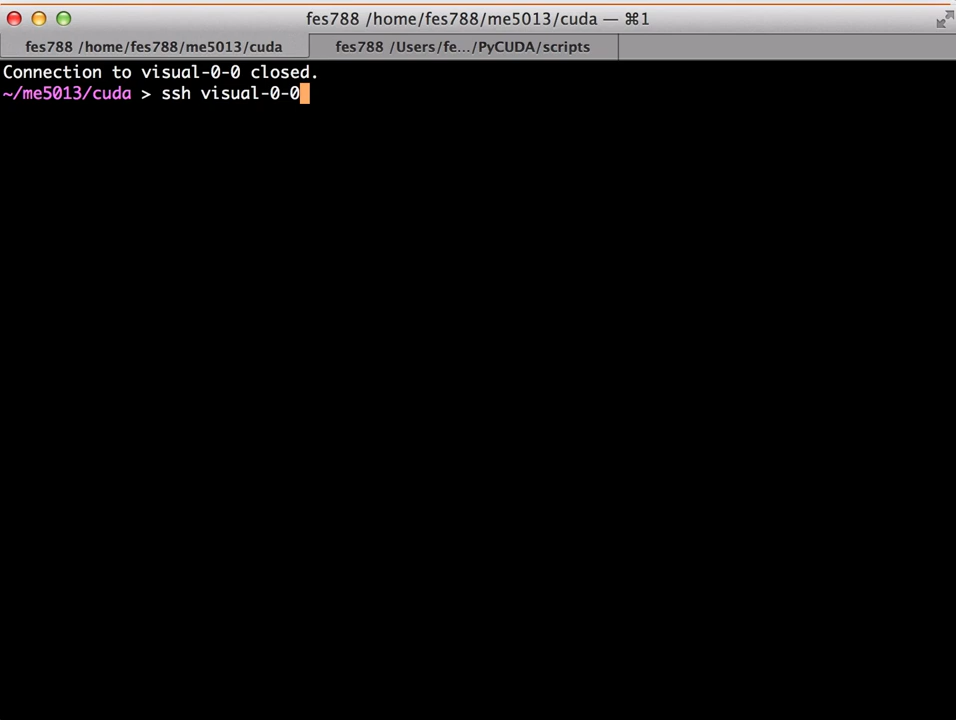 fes788 /home/fes788/me5013/cuda — ⌘1
fes788 /home/fes788/me5013/cuda
fes788 /Users/fe.../PyCUDA/scripts
Connection to visual-0-0 closed.
~/me5013/cuda > ssh visual-0-0